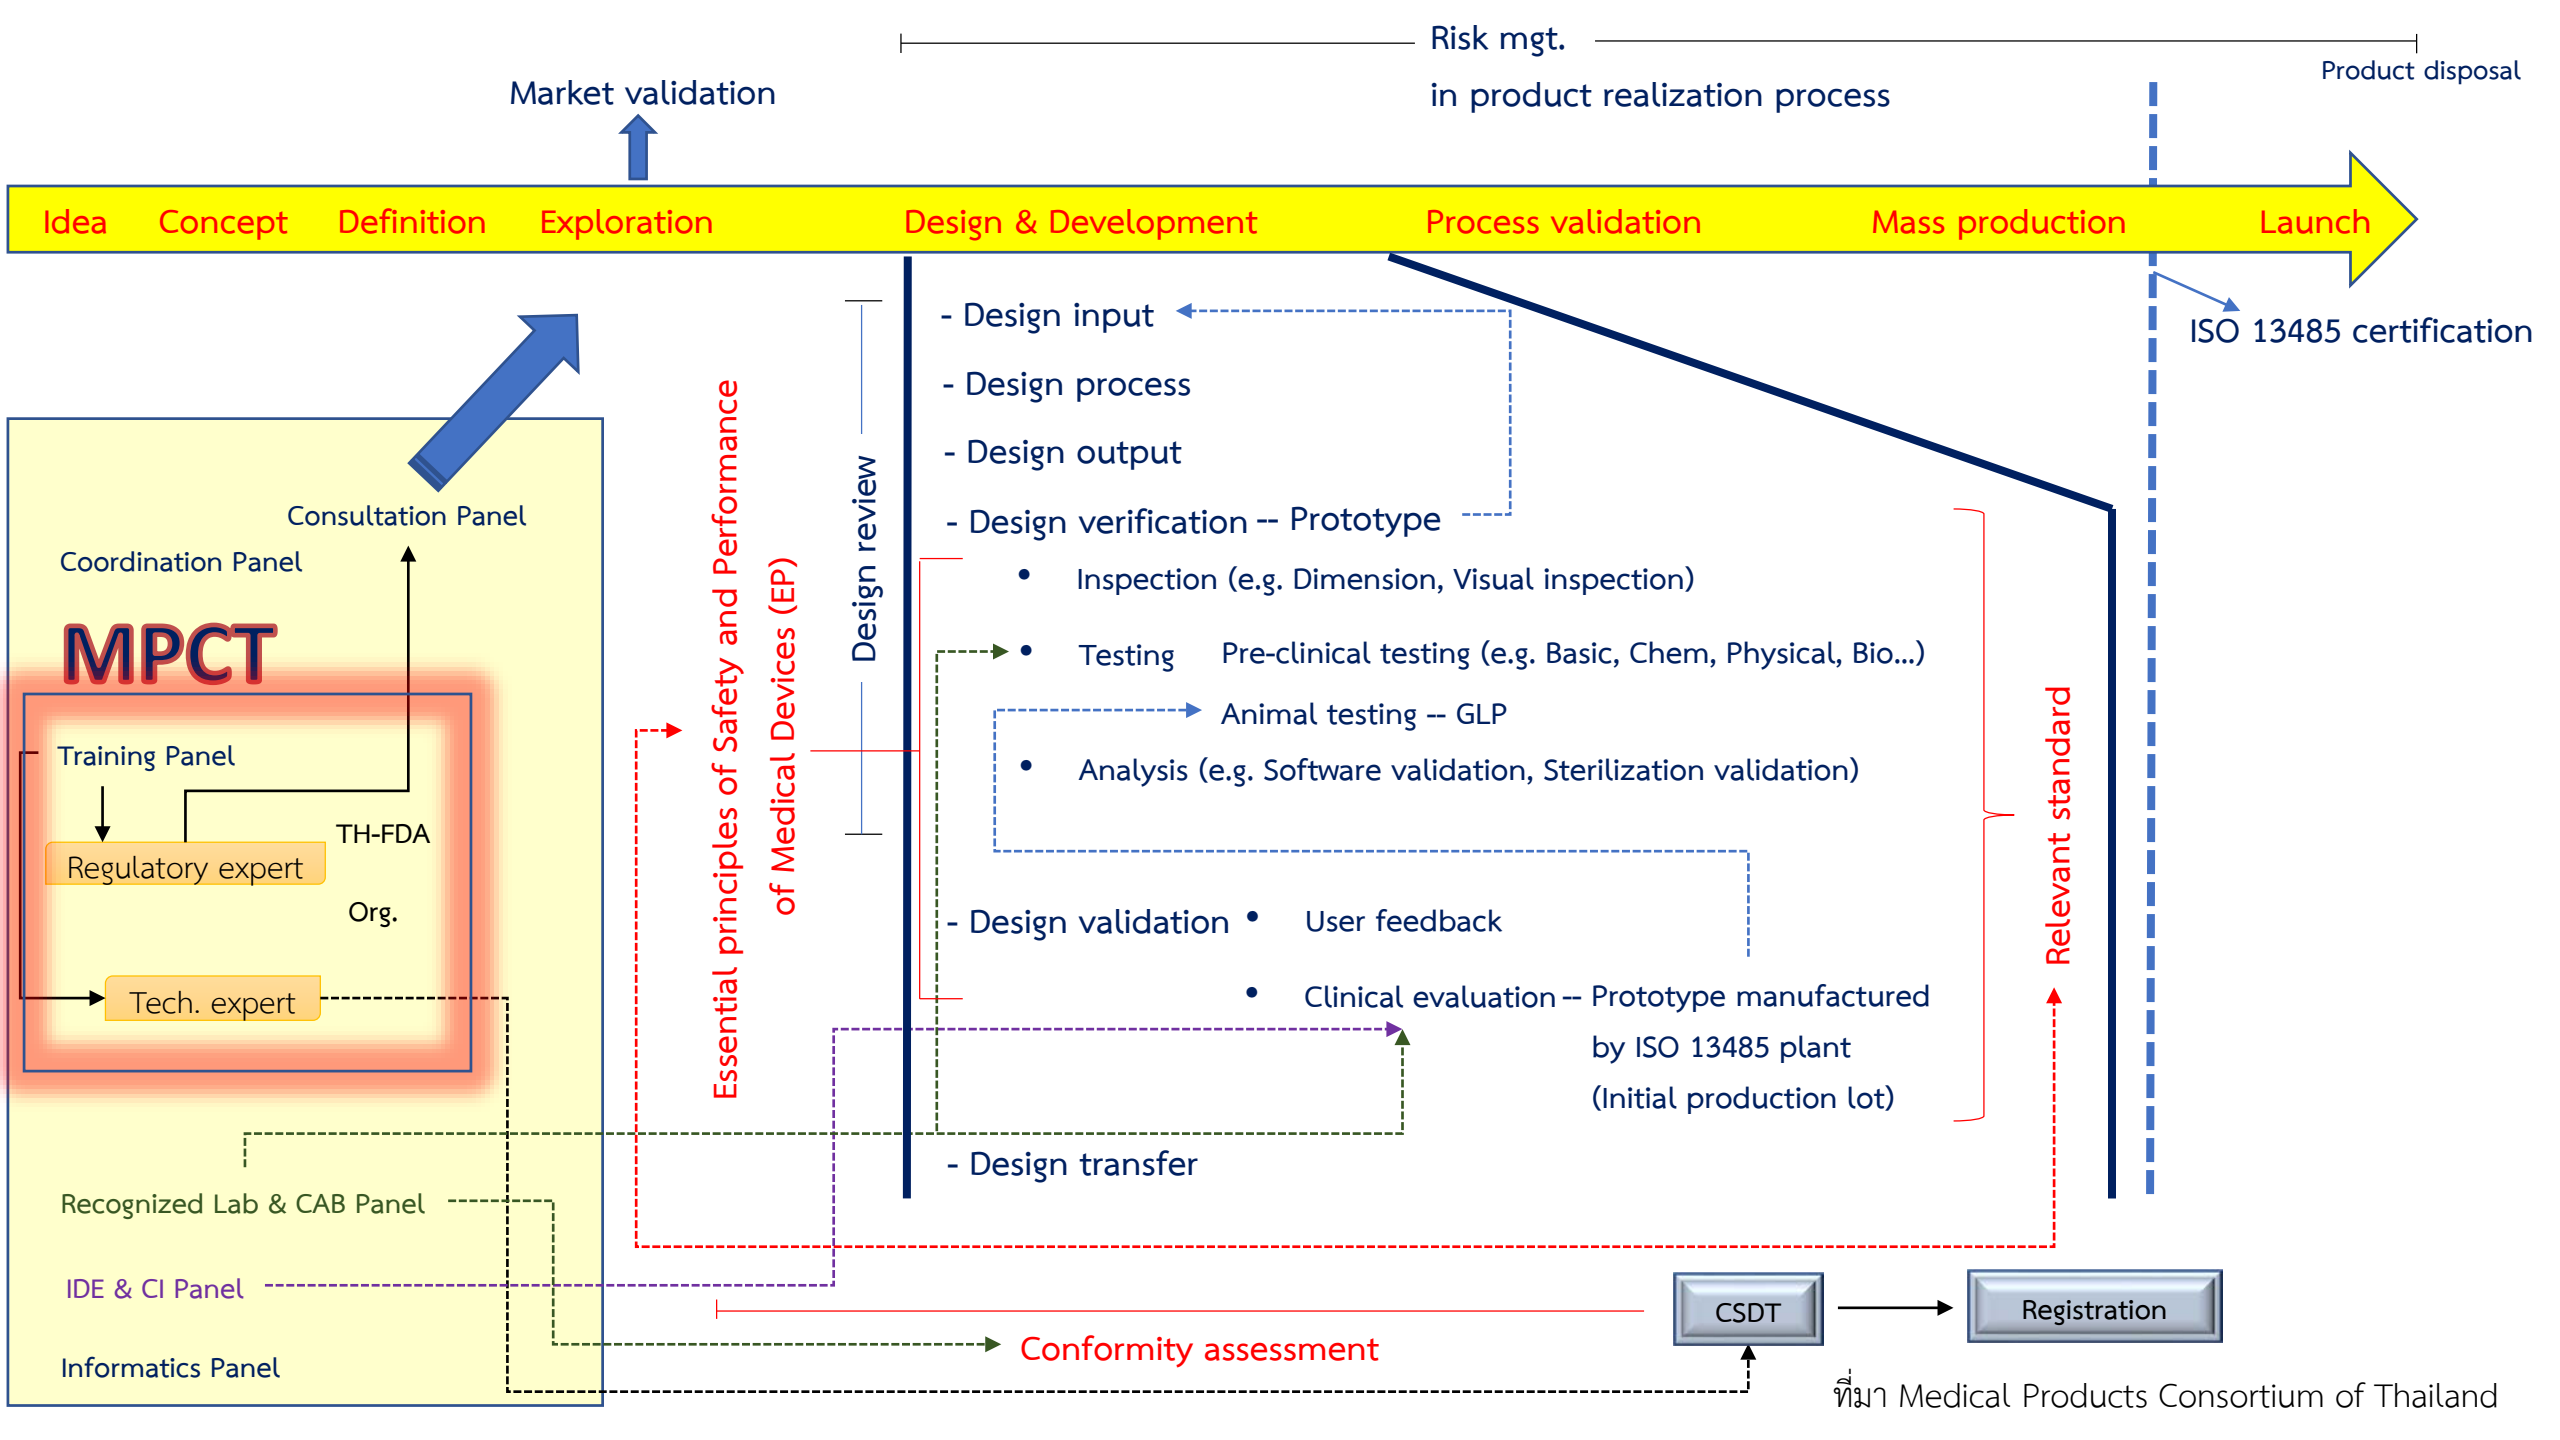 Risk mgt.
in product realization process
Product disposal
Market validation
Idea Concept Definition Exploration Design & Development Process validation Mass production Launch
ISO 13485 certification
Consultation Panel
Coordination Panel
MPCT
Training Panel
TH-FDA
Regulatory expert
Org.
Tech. expert
Recognized Lab & CAB Panel
IDE & CI Panel
Informatics Panel
Essential principles of Safety and Performance
of Medical Devices (EP)
Design review
- Design input
- Design process
- Design output
- Design verification -- Prototype
• Inspection (e.g. Dimension, Visual inspection)
• Testing Pre-clinical testing (e.g. Basic, Chem, Physical, Bio...)
Animal testing -- GLP
• Analysis (e.g. Software validation, Sterilization validation)
- Design validation • User feedback
• Clinical evaluation -- Prototype manufactured
by ISO 13485 plant
(Initial production lot)
- Design transfer
Relevant standard
Conformity assessment
CSDT
Registration
ที่มา Medical Products Consortium of Thailand